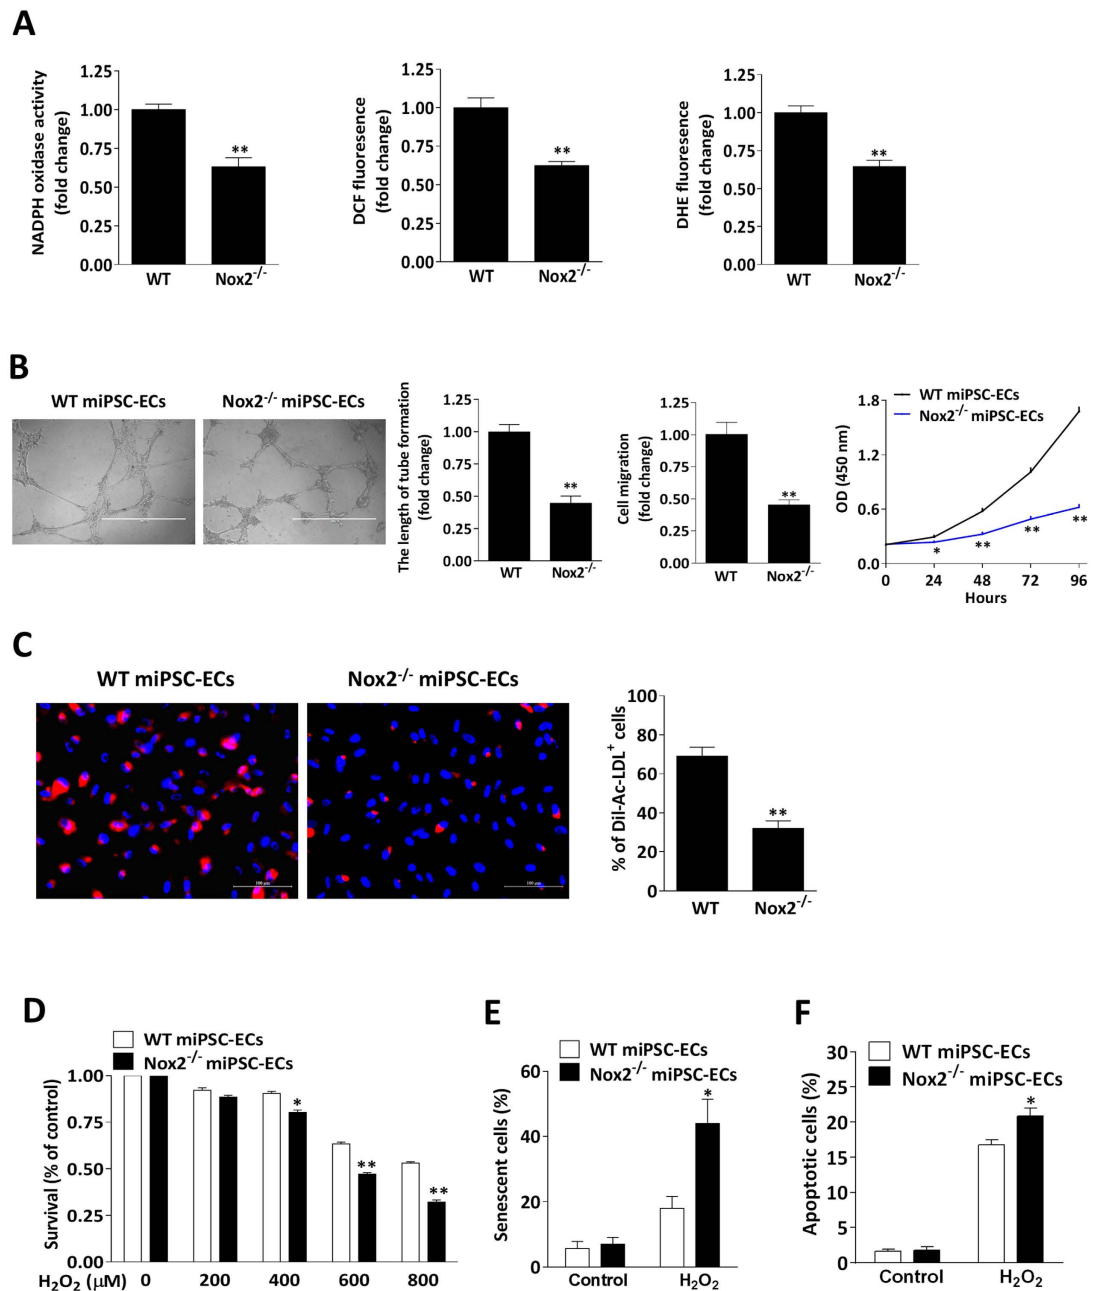 A
NADPH oxidase activity
(fold change)
1.25
1.00
0.75
0.50
0.25
0.00
**
WT
Nox2-/-
DCF fluoresence
(fold change)
1.25
1.00
0.75
0.50
0.25
0.00
**
WT
Nox2-/-
DHE fluoresence
(fold change)
1.25
1.00
0.75
0.50
0.25
0.00
**
WT
Nox2-/-
B
WT miPSC-ECs
Nox2-/- miPSC-ECs
The length of tube formation
(fold change)
1.25
1.00
0.75
0.50
0.25
0.00
**
WT
Nox2-/-
Cell migration
(fold change)
1.25
1.00
0.75
0.50
0.25
0.00
**
WT
Nox2-/-
WT miPSC-ECs
Nox2-/- miPSC-ECs
OD (450 nm)
1.8
1.2
0.6
0.0
*
**
**
**
0 24 48 72 96
Hours
C
WT miPSC-ECs
Nox2-/- miPSC-ECs
100 µm
100 µm
% of Dil-Ac-LDL+ cells
100
80
60
40
20
0
**
WT
Nox2-/-
D
WT miPSC-ECs
Nox2-/- miPSC-ECs
Survival (% of control)
1.00
0.75
0.50
0.25
0.00
*
**
**
H2O2 (µM) 0 200 400 600 800
E
WT miPSC-ECs
Nox2-/- miPSC-ECs
Senescent cells (%)
60
40
20
0
*
Control H2O2
F
WT miPSC-ECs
Nox2-/- miPSC-ECs
Apoptotic cells (%)
30
25
20
15
10
5
0
*
Control H2O2